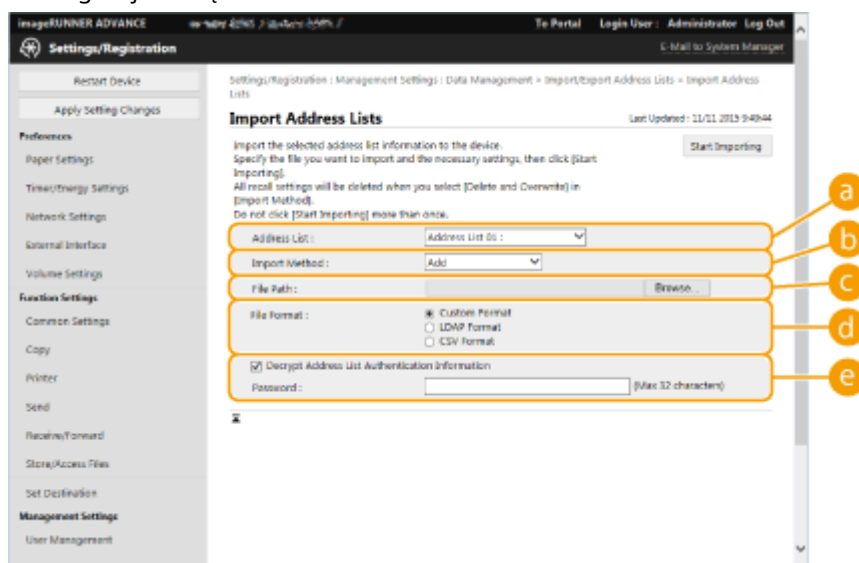 imageRUNNER ADVANCE
To Portal Login User : Administrator Log Out
Settings/Registration
E-Mail to System Manager
Restart Device
Apply Setting Changes
Preferences
Paper Settings
Timer/Energy Settings
Network Settings
External Interface
Volume Settings
Function Settings
Common Settings
Copy
Printer
Send
Receive/Forward
Store/Access Files
Set Destination
Management Settings
User Management
Settings/Registration : Management Settings : Data Management > Import/Export Address Lists > Import Address
Lists
Import Address Lists
Last Updated : 11/11 2015 9:49:44
Import the selected address list information to the device.
Specify the file you want to import and the necessary settings, then click [Start
Importing].
All recall settings will be deleted when you select [Delete and Overwrite] in
[Import Method].
Do not click [Start Importing] more than once.
Start Importing
Address List : Address List 01 :
a
Import Method : Add
b
File Path : Browse...
c
File Format : Custom Format
LDAP Format
CSV Format
d
Decrypt Address List Authentication Information
Password : (Max 32 characters)
e